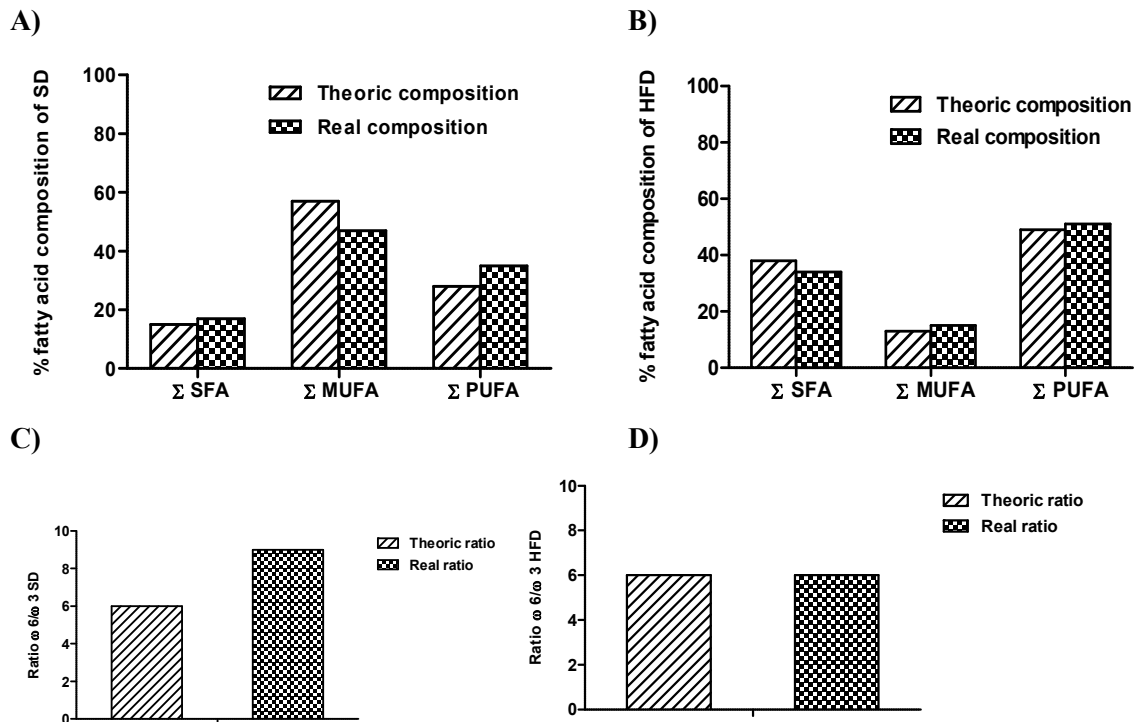 A)
% fatty acid composition of SD
100
80
60
40
20
0
Theoric composition
Real composition
Σ SFA
Σ MUFA
Σ PUFA
B)
% fatty acid composition of HFD
100
80
60
40
20
0
Theoric composition
Real composition
Σ SFA
Σ MUFA
Σ PUFA
C)
Ratio ω 6/ω 3 SD
10
8
6
4
2
0
Theoric ratio
Real ratio
D)
Ratio ω 6/ω 3 HFD
10
8
6
4
2
0
Theoric ratio
Real ratio